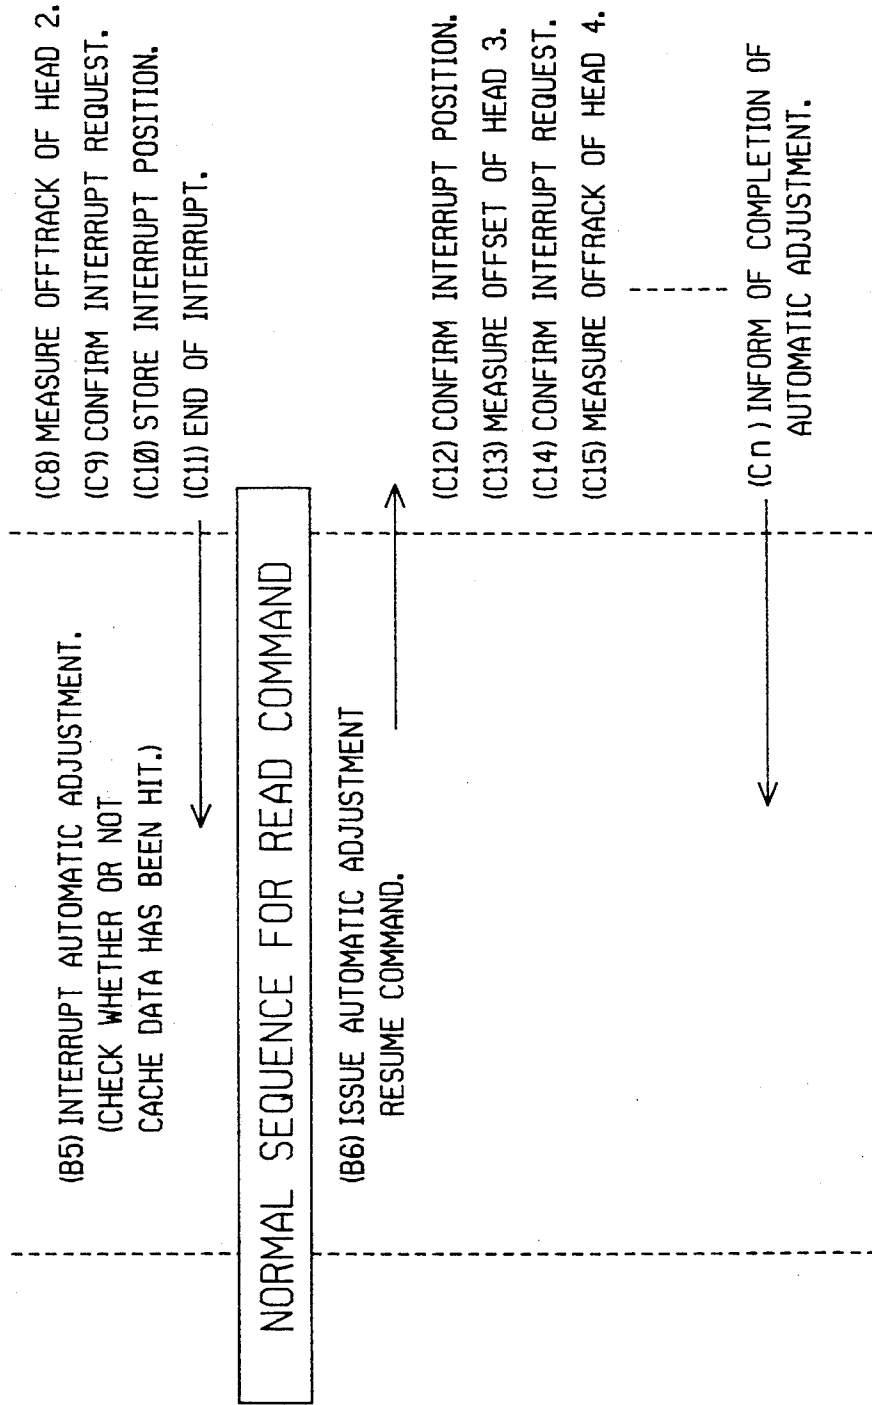 (B5) INTERRUPT AUTOMATIC ADJUSTMENT.
(CHECK WHETHER OR NOT
CACHE DATA HAS BEEN HIT.)
(C8) MEASURE OFFTRACK OF HEAD 2.
(C9) CONFIRM INTERRUPT REQUEST.
(C10) STORE INTERRUPT POSITION.
(C11) END OF INTERRUPT.
NORMAL SEQUENCE FOR READ COMMAND
(B6) ISSUE AUTOMATIC ADJUSTMENT
RESUME COMMAND.
(C12) CONFIRM INTERRUPT POSITION.
(C13) MEASURE OFFSET OF HEAD 3.
(C14) CONFIRM INTERRUPT REQUEST.
(C15) MEASURE OFFRACK OF HEAD 4.
(Cn) INFORM OF COMPLETION OF
AUTOMATIC ADJUSTMENT.